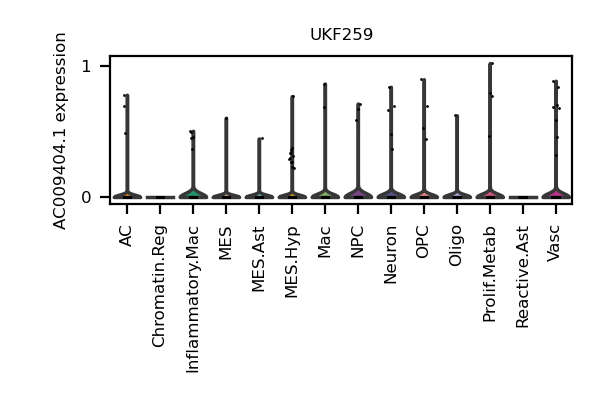 UKF259
AC009404.1 expression
1
0
AC
Chromatin.Reg
Inflammatory.Mac
MES
MES.Ast
MES.Hyp
Mac
NPC
Neuron
OPC
Oligo
Prolif.Metab
Reactive.Ast
Vasc